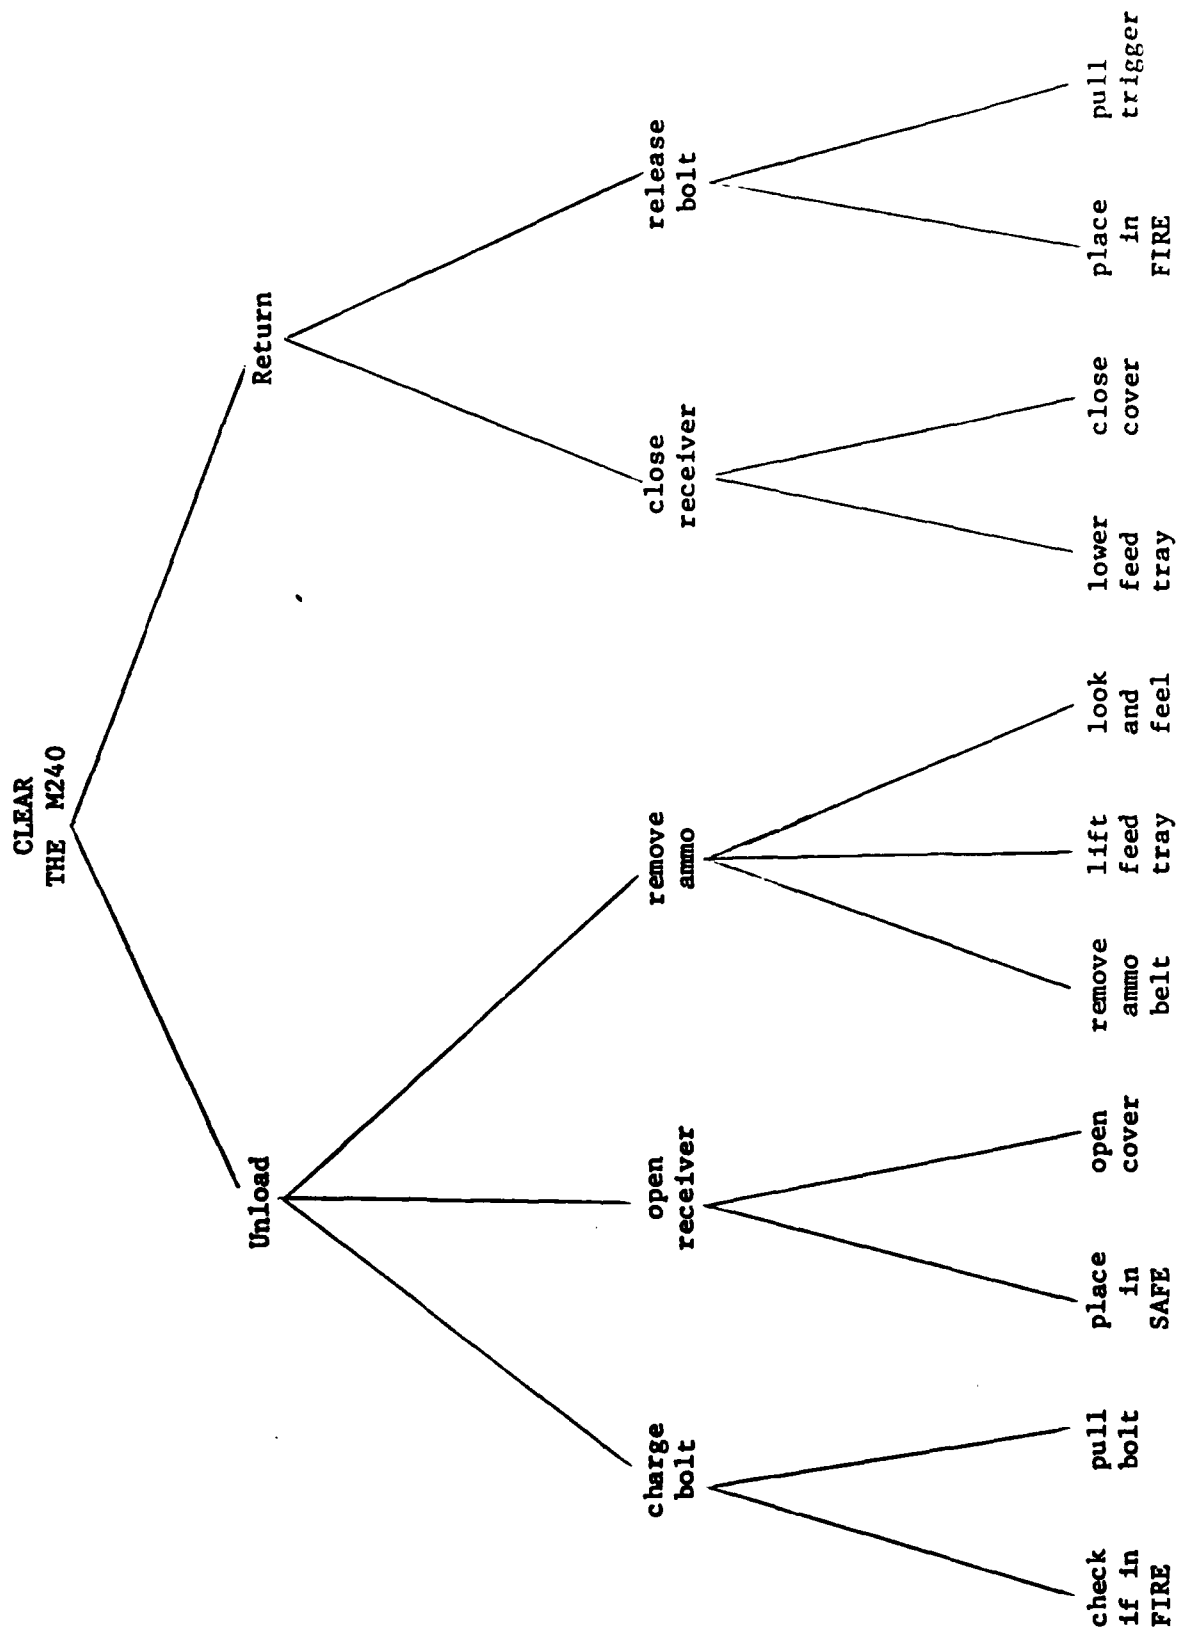 CLEAR
THE M240
Unload
Return
charge
bolt
open
receiver
remove
ammo
close
receiver
release
bolt
check
if in
FIRE
pull
bolt
place
in
SAFE
open
cover
remove
ammo
belt
lift
feed
tray
look
and
feel
lower
feed
tray
close
cover
place
in
FIRE
pull
trigger